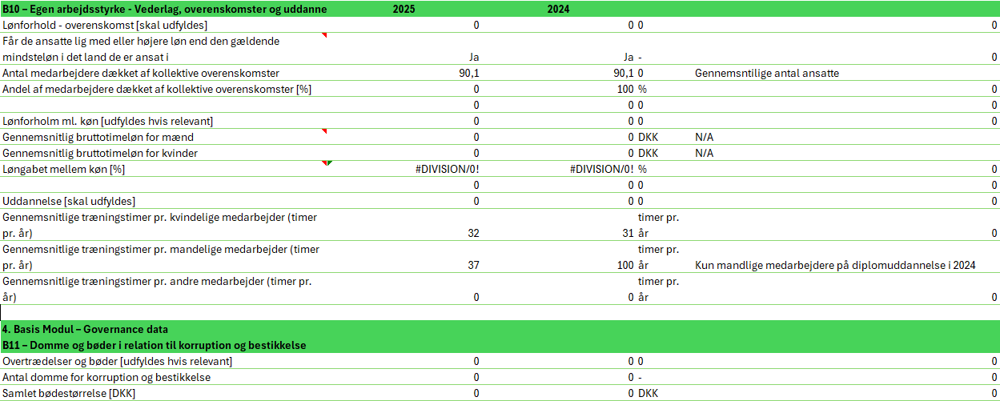 B10 – Egen arbejdsstyrke - Vederlag, overenskomster og uddanne 2025 2024
Lønforhold - overenskomst [skal udfyldes] 0 0 0 0
Får de ansatte lig med eller højere løn end den gældende
mindsteløn i det land de er ansat i Ja Ja - 0
Antal medarbejdere dækket af kollektive overenskomster 90,1 90,1 0 Gennemsntilige antal ansatte
Andel af medarbejdere dækket af kollektive overenskomster [%] 0 100 % 0
0 0 0 0
Lønforholm ml. køn [udfyldes hvis relevant] 0 0 0 0
Gennemsnitlig bruttotimeløn for mænd 0 0 DKK N/A
Gennemsnitlig bruttotimeløn for kvinder 0 0 DKK N/A
Løngabet mellem køn [%] #DIVISION/0! #DIVISION/0! % 0
0 0 0 0
Uddannelse [skal udfyldes] 0 0 0 0
Gennemsnitlige træningstimer pr. kvindelige medarbejder (timer timer pr.
pr. år) 32 31 år 0
Gennemsnitlige træningstimer pr. mandelige medarbejder (timer timer pr.
pr. år) 37 100 år Kun mandlige medarbejdere på diplomuddannelse i 2024
Gennemsnitlige træningstimer pr. andre medarbejder (timer pr. timer pr.
år) 0 0 år 0
4. Basis Modul – Governance data
B11 – Domme og bøder i relation til korruption og bestikkelse
Overtrædelser og bøder [udfyldes hvis relevant] 0 0 0 0
Antal domme for korruption og bestikkelse 0 0 - 0
Samlet bødestørrelse [DKK] 0 0 DKK 0